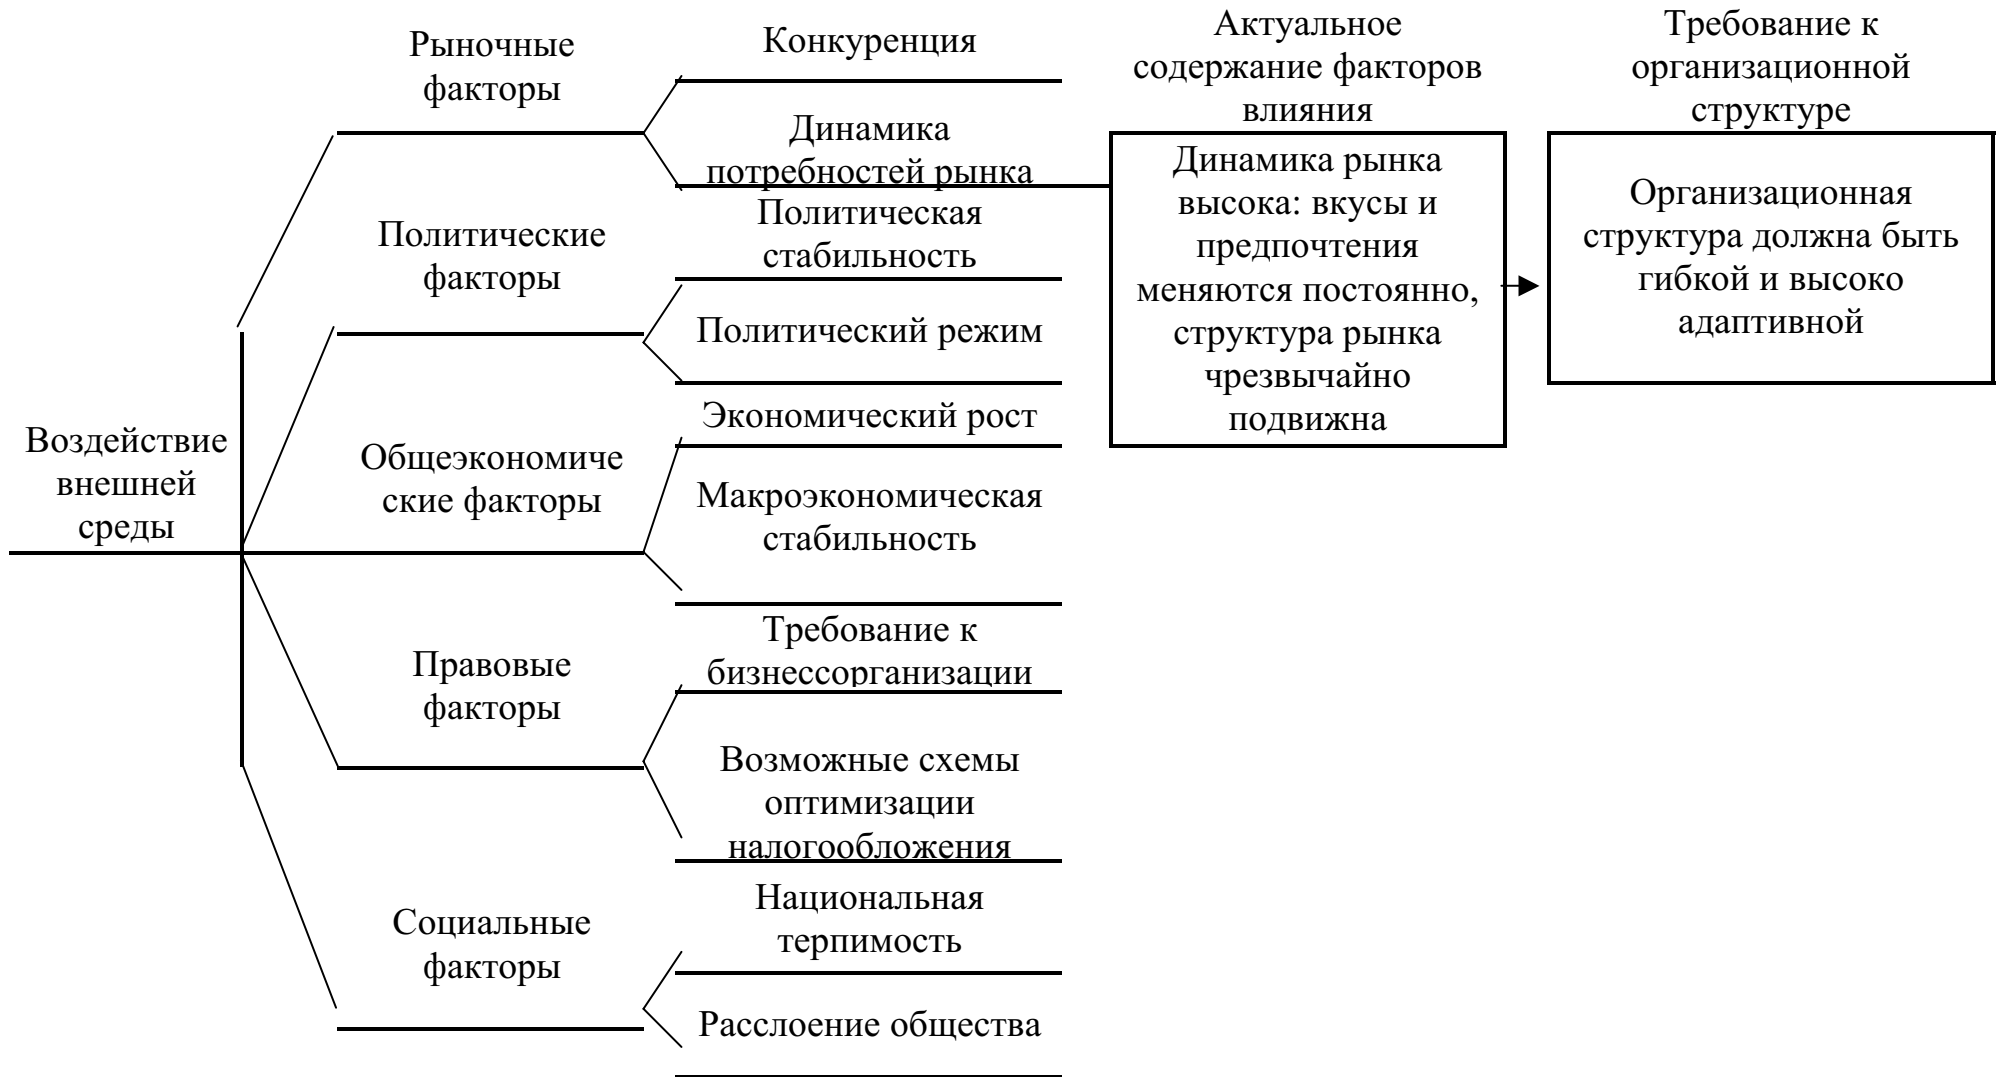 Рыночные
факторы
Конкуренция
Динамика
потребностей рынка
Актуальное
содержание факторов
влияния
Требование к
организационной
структуре
Динамика рынка
высока: вкусы и
предпочтения
меняются постоянно,
структура рынка
чрезвычайно
подвижна
Организационная
структура должна быть
гибкой и высоко
адаптивной
Политические
факторы
Политическая
стабильность
Политический режим
Воздействие
внешней
среды
Общеэкономиче
ские факторы
Экономический рост
Макроэкономическая
стабильность
Правовые
факторы
Требование к
бизнессорганизации
Возможные схемы
оптимизации
налогообложения
Социальные
факторы
Национальная
терпимость
Расслоение общества